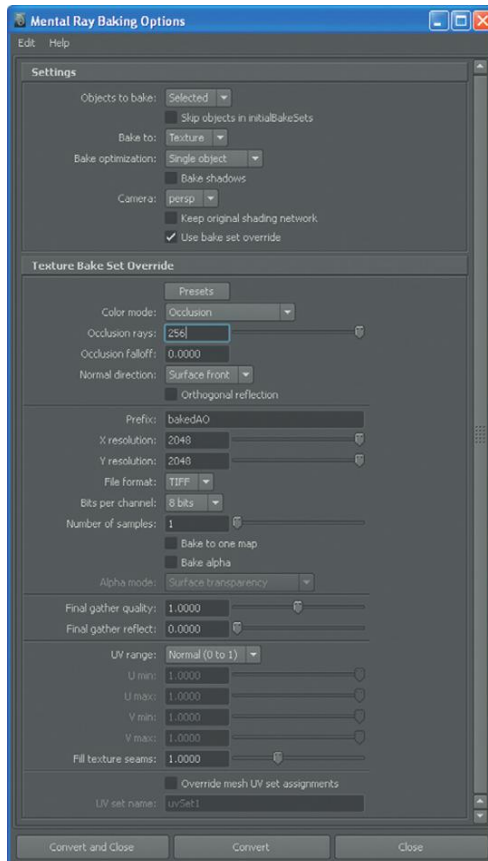 Mental Ray Baking Options
Edit Help
Settings
Objects to bake: Selected
Skip objects in initialBakeSets
Bake to: Texture
Bake optimization: Single object
Bake shadows
Camera: persp
Keep original shading network
Use bake set override
Texture Bake Set Override
Presets
Color mode: Occlusion
Occlusion rays: 256
Occlusion falloff: 0.0000
Normal direction: Surface front
Orthogonal reflection
Prefix: bakedAO
X resolution: 2048
Y resolution: 2048
File format: TIFF
Bits per channel: 8 bits
Number of samples: 1
Bake to one map
Bake alpha
Alpha mode: Surface transparency
Final gather quality: 1.0000
Final gather reflect: 0.0000
UV range: Normal (0 to 1)
U min: 1.0000
U max: 1.0000
V min: 1.0000
V max: 1.0000
Fill texture seams: 1.0000
Override mesh UV set assignments
UV set name: uvSet1
Convert and Close Convert Close